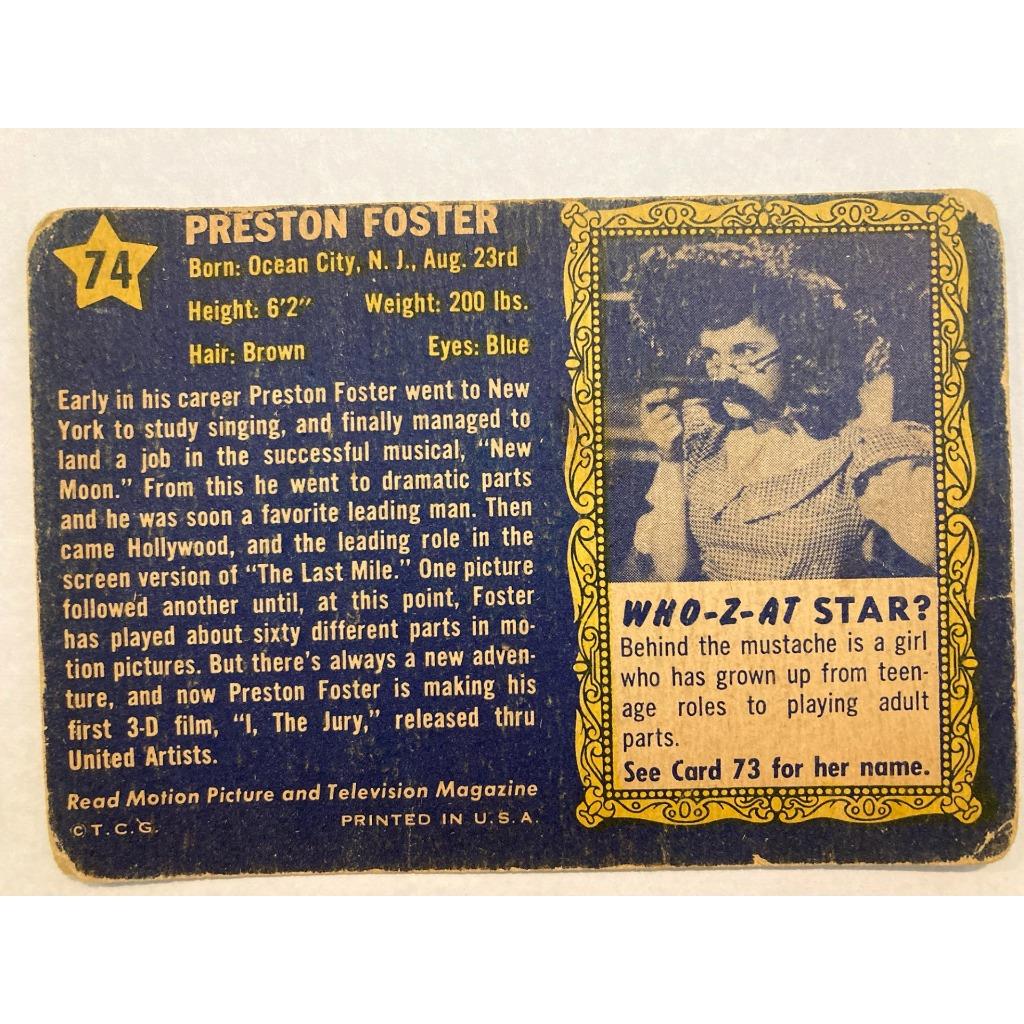 74
PRESTON FOSTER
Born: Ocean City, N. J., Aug. 23rd
Height: 6'2" Weight: 200 lbs.
Hair: Brown Eyes: Blue
Early in his career Preston Foster went to New
York to study singing, and finally managed to
land a job in the successful musical, "New
Moon." From this he went to dramatic parts
and he was soon a favorite leading man. Then
came Hollywood, and the leading role in the
screen version of "The Last Mile." One picture
followed another until, at this point, Foster
has played about sixty different parts in mo-
tion pictures. But there's always a new adven-
ture, and now Preston Foster is making his
first 3-D film, "I, The Jury," released thru
United Artists.
Read Motion Picture and Television Magazine
© T. C. G. PRINTED IN U. S. A.
WHO-Z-AT STAR?
Behind the mustache is a girl
who has grown up from teen-
age roles to playing adult
parts.
See Card 73 for her name.